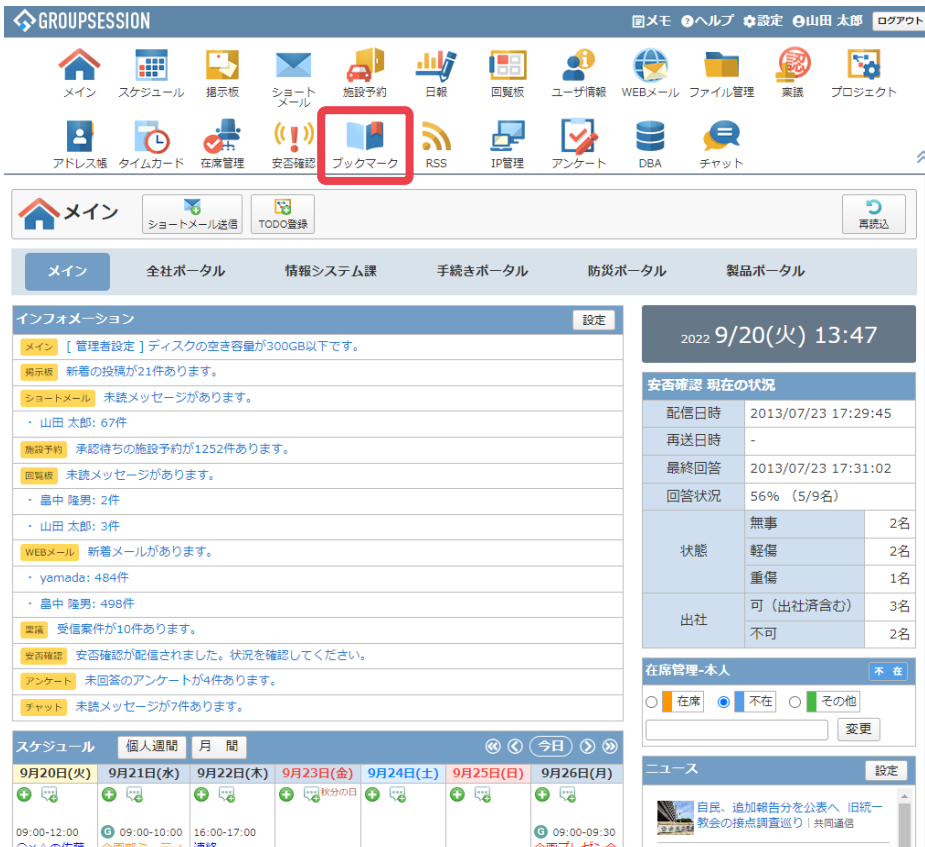 GROUPSESSION
メモ ヘルプ 設定 山田 太郎 ログアウト
メイン スケジュール 掲示板 ショートメール 施設予約 日報 回覧板 ユーザ情報 WEBメール ファイル管理 稟議 プロジェクト
アドレス帳 タイムカード 在席管理 安否確認 ブックマーク RSS IP管理 アンケート DBA チャット
メイン ショートメール送信 TODO登録 再読込
メイン 全社ポータル 情報システム課 手続きポータル 防災ポータル 製品ポータル
インフォメーション 設定
メイン [ 管理者設定 ] ディスクの空き容量が300GB以下です。
掲示板 新着の投稿が21件あります。
ショートメール 未読メッセージがあります。
・ 山田 太郎: 67件
施設予約 承認待ちの施設予約が1252件あります。
回覧板 未読メッセージがあります。
・ 畠中 隆男: 2件
・ 山田 太郎: 3件
WEBメール 新着メールがあります。
・ yamada: 484件
・ 畠中 隆男: 498件
稟議 受信案件が10件あります。
安否確認 安否確認が配信されました。状況を確認してください。
アンケート 未回答のアンケートが4件あります。
チャット 未読メッセージが7件あります。
スケジュール 個人週間 月 間 今日
9月20日(火) 9月21日(水) 9月22日(木) 9月23日(金) 9月24日(土) 9月25日(日) 9月26日(月)
秋分の日
09:00-12:00 G 09:00-10:00 16:00-17:00 G 09:00-09:30
2022 9/20(火) 13:47
安否確認 現在の状況
配信日時 2013/07/23 17:29:45
再送日時 -
最終回答 2013/07/23 17:31:02
回答状況 56% (5/9名)
状態 無事 2名
軽傷 2名
重傷 1名
出社 可（出社済含む） 3名
不可 2名
在席管理-本人 不 在
在席 不在 その他
変更
ニュース 設定
自民、追加報告分を公表へ 旧統一
教会の接点調査巡り | 共同通信